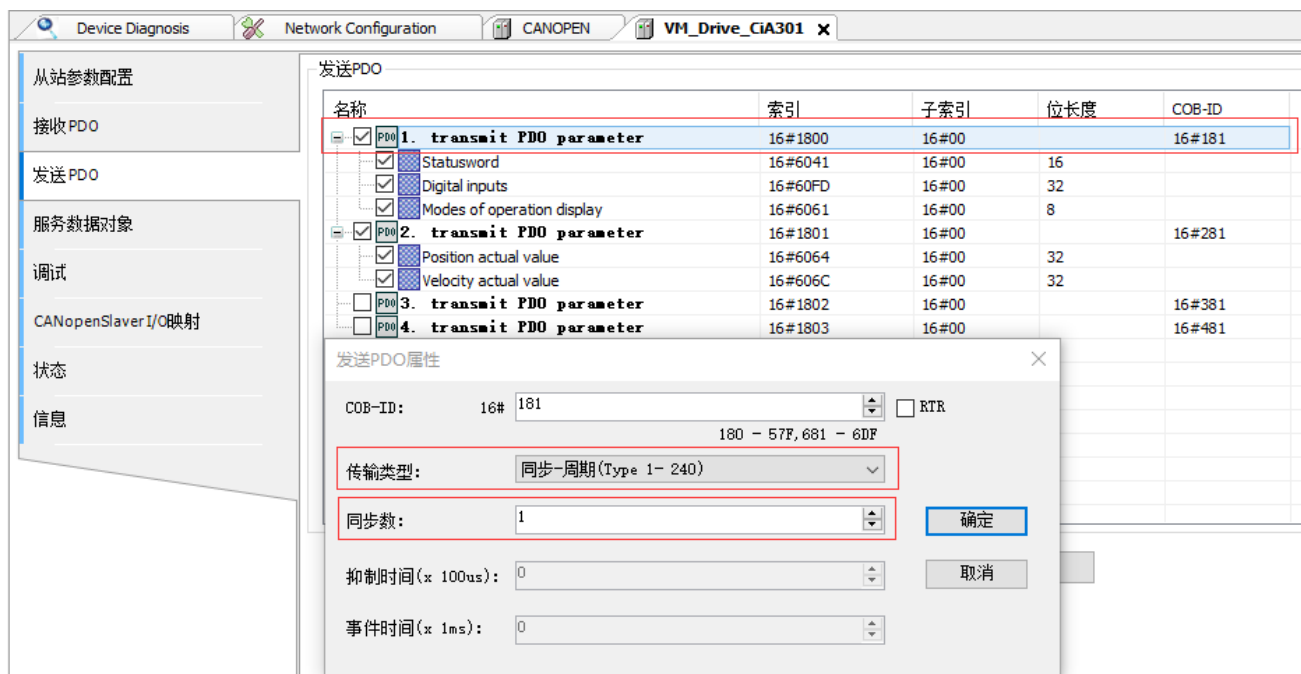 Device Diagnosis Network Configuration CANOPEN VM_Drive_CiA301 x
从站参数配置
接收PDO
发送PDO
服务数据对象
调试
CANopenSlaver I/O映射
状态
信息
发送PDO
名称 索引 子索引 位长度 COB-ID
PDO 1. transmit PDO parameter 16#1800 16#00 16#181
Statusword 16#6041 16#00 16
Digital inputs 16#60FD 16#00 32
Modes of operation display 16#6061 16#00 8
PDO 2. transmit PDO parameter 16#1801 16#00 16#281
Position actual value 16#6064 16#00 32
Velocity actual value 16#606C 16#00 32
PDO 3. transmit PDO parameter 16#1802 16#00 16#381
PDO 4. transmit PDO parameter 16#1803 16#00 16#481
发送PDO属性
COB-ID: 16# 181 RTR
180 - 57F,681 - 6DF
传输类型: 同步-周期(Type 1- 240)
同步数: 1 确定
抑制时间(x 100us): 0 取消
事件时间(x 1ms): 0